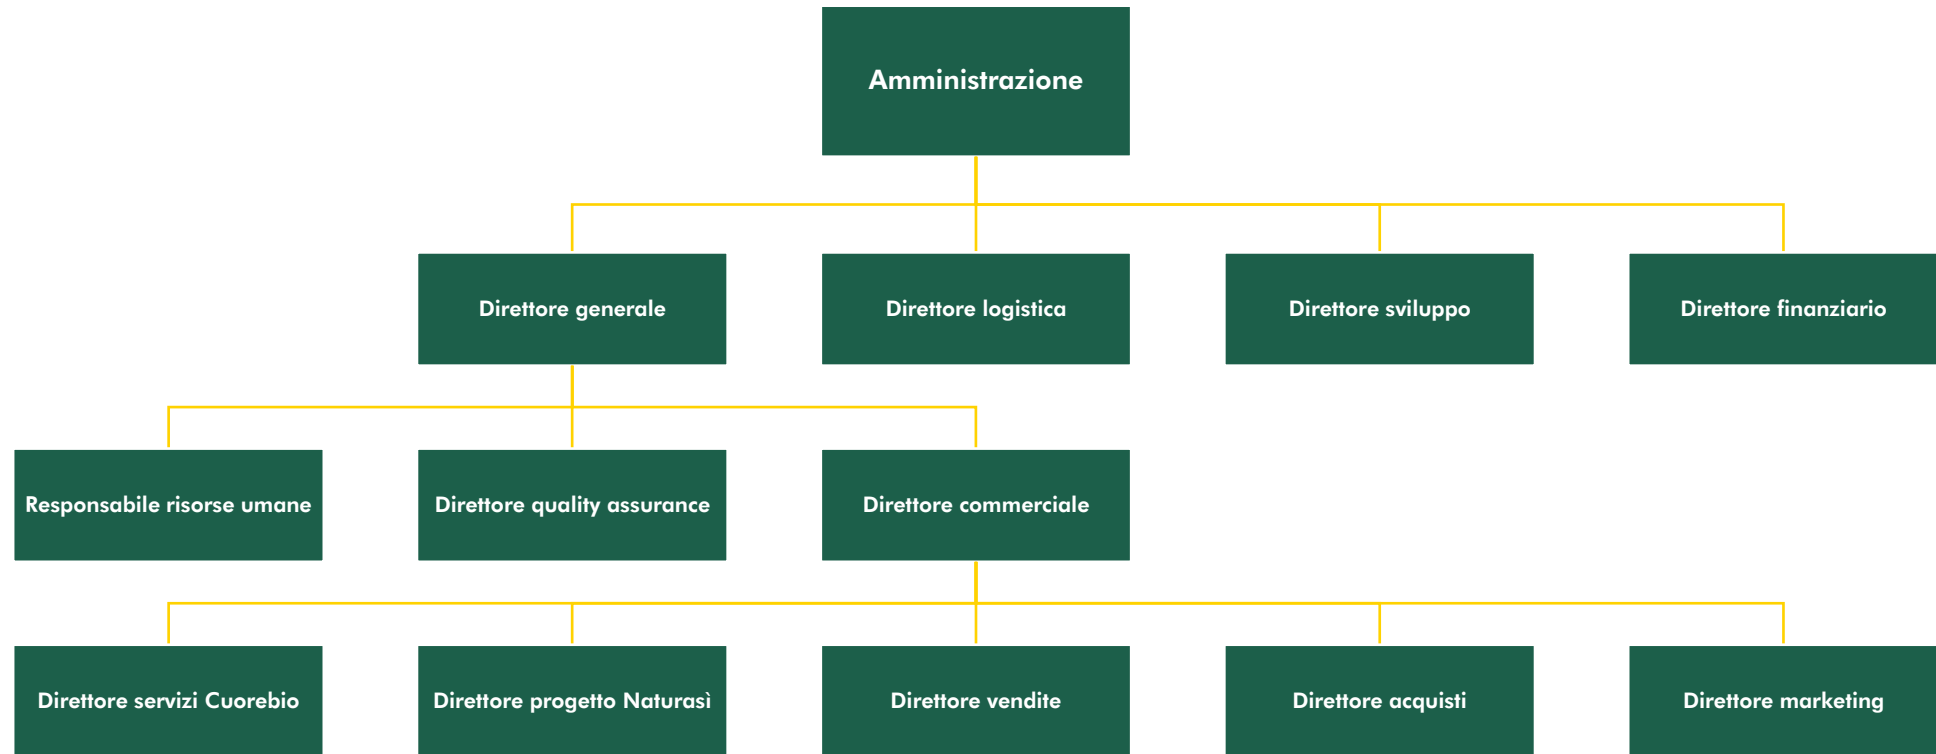 Amministrazione
Direttore generale
Direttore logistica
Direttore sviluppo
Direttore finanziario
Responsabile risorse umane
Direttore quality assurance
Direttore commerciale
Direttore servizi Cuorebio
Direttore progetto Naturasì
Direttore vendite
Direttore acquisti
Direttore marketing